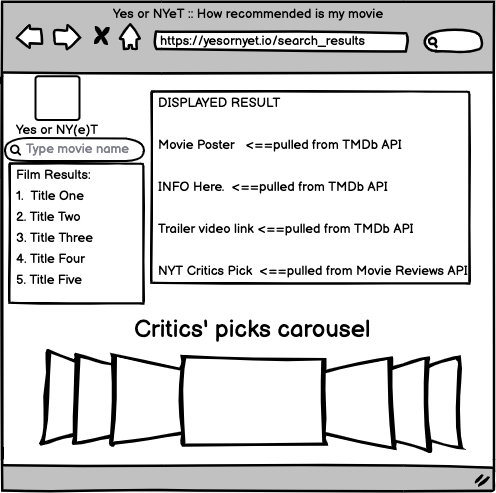 Yes or NYeT :: How recommended is my movie
https://yesornyet.io/search_results
Yes or NY(e)T
Type movie name
Film Results:
1. Title One
2. Title Two
3. Title Three
4. Title Four
5. Title Five
DISPLAYED RESULT
Movie Poster <==pulled from TMDb API
INFO Here. <==pulled from TMDb API
Trailer video link <==pulled from TMDb API
NYT Critics Pick <==pulled from Movie Reviews API
Critics' picks carousel